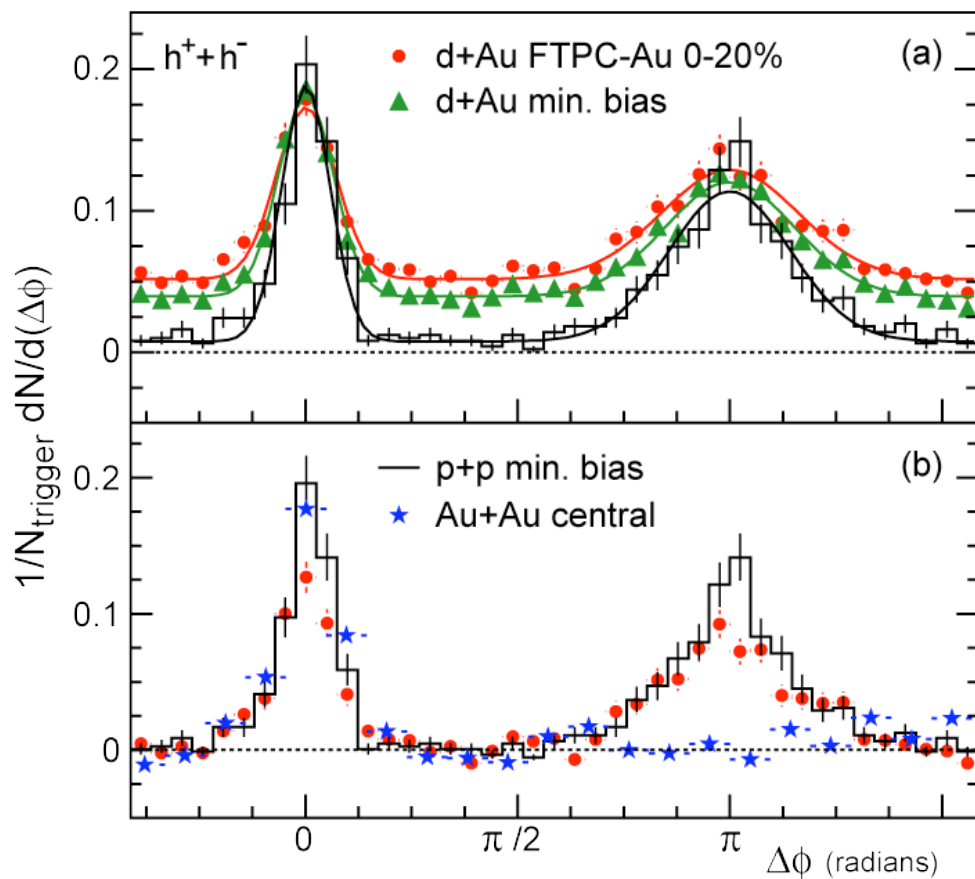 h⁺+h⁻
d+Au FTPC-Au 0-20%
(a)
d+Au min. bias
0.2
0.1
0
1/N_trigger dN/d(Δϕ)
p+p min. bias
(b)
Au+Au central
0.2
0.1
0
0 π/2 π
Δϕ (radians)